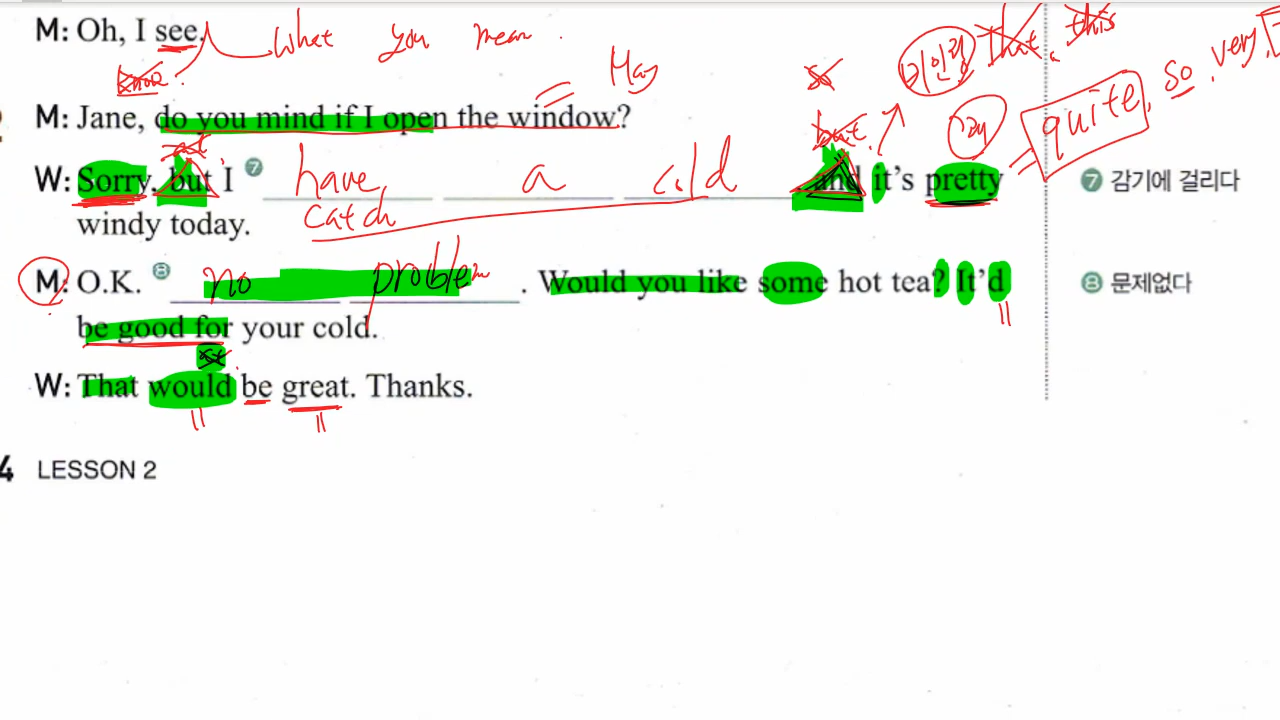 M: Oh, I see. What you mean.
know
= May
M: Jane, do you mind if I open the window?
so
비인칭 that, this
and
but
= quite, so, very,
W: Sorry, but I ⑦ have, a cold and it's pretty
catch
⑦ 감기에 걸리다
windy today.
M: O.K. ⑧ no problem. Would you like some hot tea? It'd
⑧ 문제없다
be good for your cold.
W: That would be great. Thanks.
4 LESSON 2